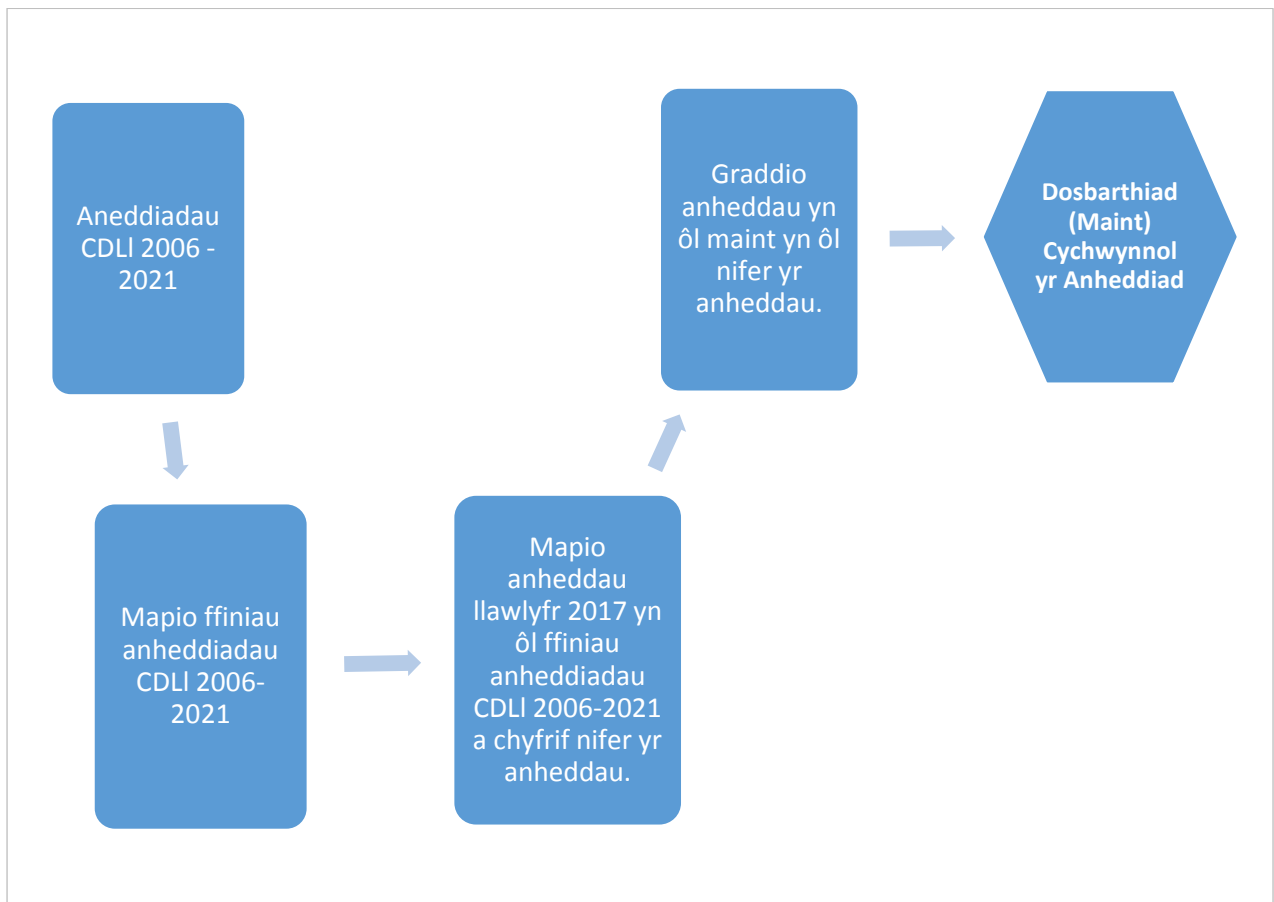 Aneddiadau
CDLl 2006 -
2021
Mapio ffiniau
anheddiadau
CDLl 2006-
2021
Mapio
anheddau
llawlyfr 2017 yn
ôl ffiniau
anheddiadau
CDLl 2006-2021
a chyfrif nifer yr
anheddau.
Graddio
anheddau yn
ôl maint yn ôl
nifer yr
anheddau.
Dosbarthiad
(Maint)
Cychwynnol
yr Anheddiad